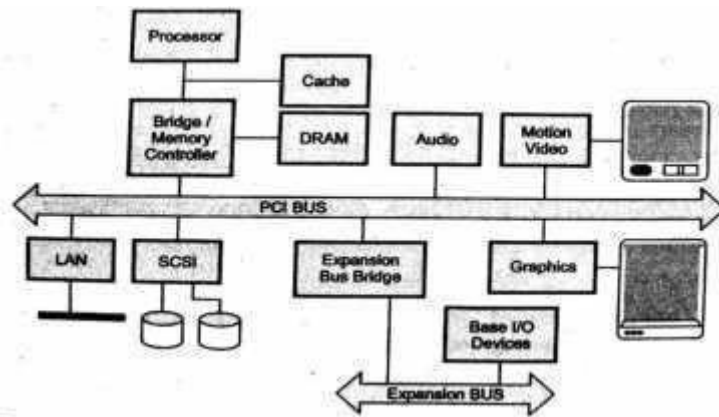 Processor
Cache
Bridge /
Memory
Controller
DRAM
Audio
Motion
Video
PCI BUS
LAN
SCSI
Expansion
Bus Bridge
Graphics
Base I/O
Devices
Expansion BUS